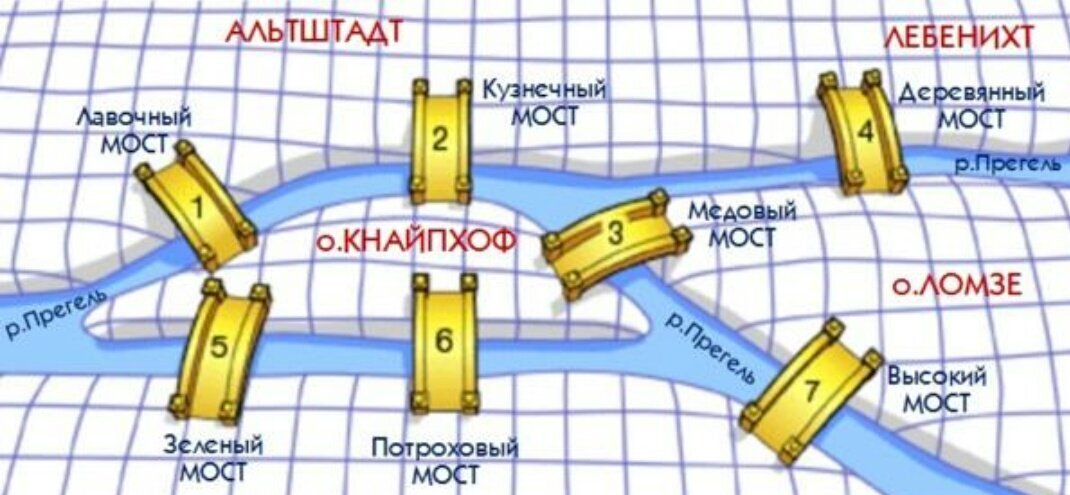 АЛЬТШТАДТ
ЛЕБЕНИХТ
Кузнечный
МОСТ
Деревянный
МОСТ
Лавочный
МОСТ
2
4
р.Прегель
1
Медовый
МОСТ
3
о.КНАЙПХОФ
о.ЛОМЗЕ
р.Прегель
5
6
р.Прегель
7
Высокий
МОСТ
Зеленый
МОСТ
Потроховый
МОСТ